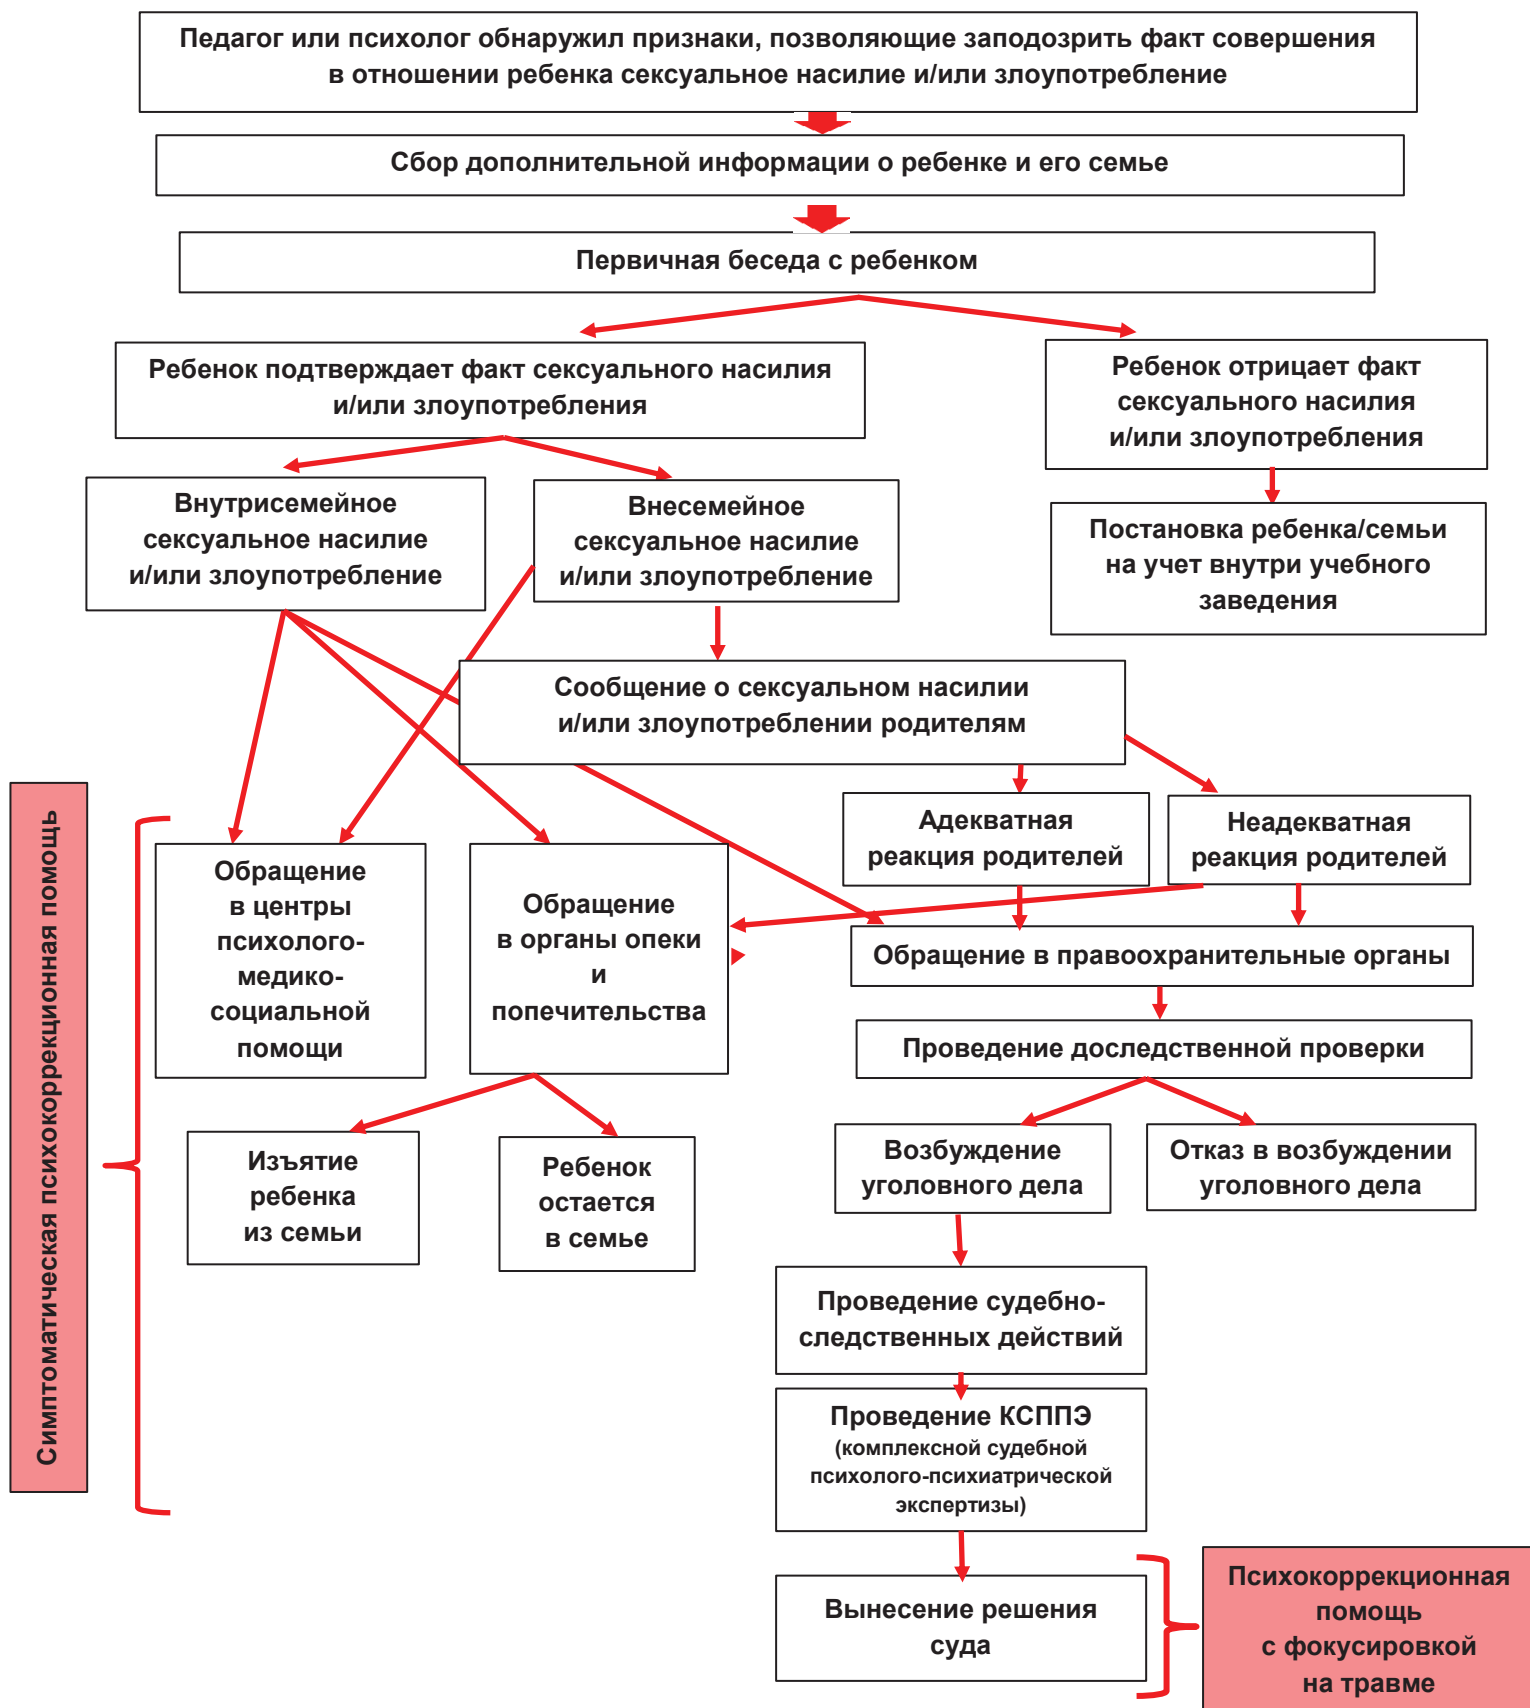 Педагог или психолог обнаружил признаки, позволяющие заподозрить факт совершения
в отношении ребенка сексуальное насилие и/или злоупотребление
Сбор дополнительной информации о ребенке и его семье
Первичная беседа с ребенком
Ребенок подтверждает факт сексуального насилия
и/или злоупотребления
Ребенок отрицает факт
сексуального насилия
и/или злоупотребления
Внутрисемейное
сексуальное насилие
и/или злоупотребление
Внесемейное
сексуальное насилие
и/или злоупотребление
Постановка ребенка/семьи
на учет внутри учебного
заведения
Сообщение о сексуальном насилии
и/или злоупотреблении родителям
Адекватная
реакция родителей
Неадекватная
реакция родителей
Симптоматическая психокоррекционная помощь
Обращение
в центры
психолого-
медико-
социальной
помощи
Обращение
в органы опеки
и
попечительства
Обращение в правоохранительные органы
Проведение доследственной проверки
Изъятие
ребенка
из семьи
Ребенок
остается
в семье
Возбуждение
уголовного дела
Отказ в возбуждении
уголовного дела
Проведение судебно-
следственных действий
Проведение КСППЭ
(комплексной судебной
психолого-психиатрической
экспертизы)
Вынесение решения
суда
Психокоррекционная
помощь
с фокусировкой
на травме